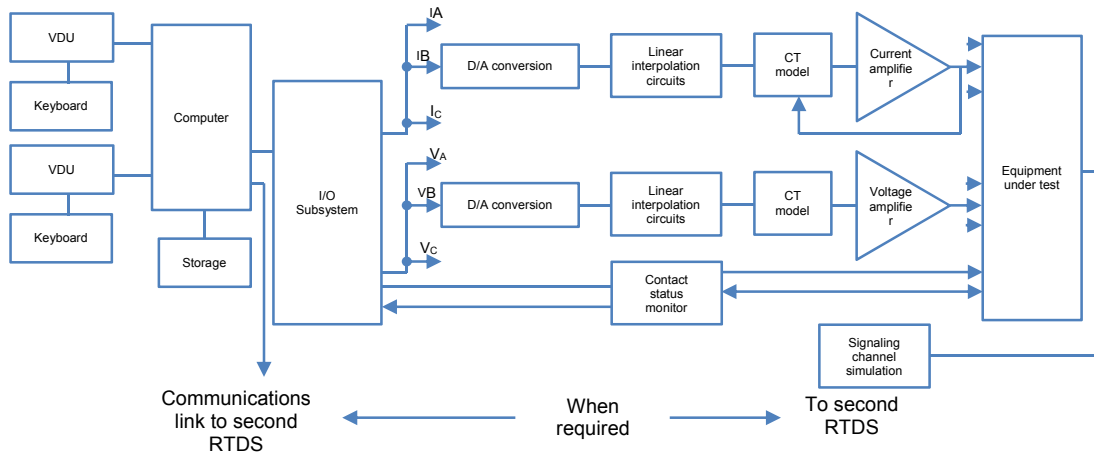 VDU
Keyboard
VDU
Keyboard
Computer
Storage
I/O
Subsystem
IA
IB
IC
D/A conversion
Linear
interpolation
circuits
CT
model
Current
amplifie
r
VA
VB
VC
D/A conversion
Linear
interpolation
circuits
CT
model
Voltage
amplifie
r
Equipment
under test
Contact
status
monitor
Signaling
channel
simulation
Communications
link to second
RTDS
When
required
To second
RTDS